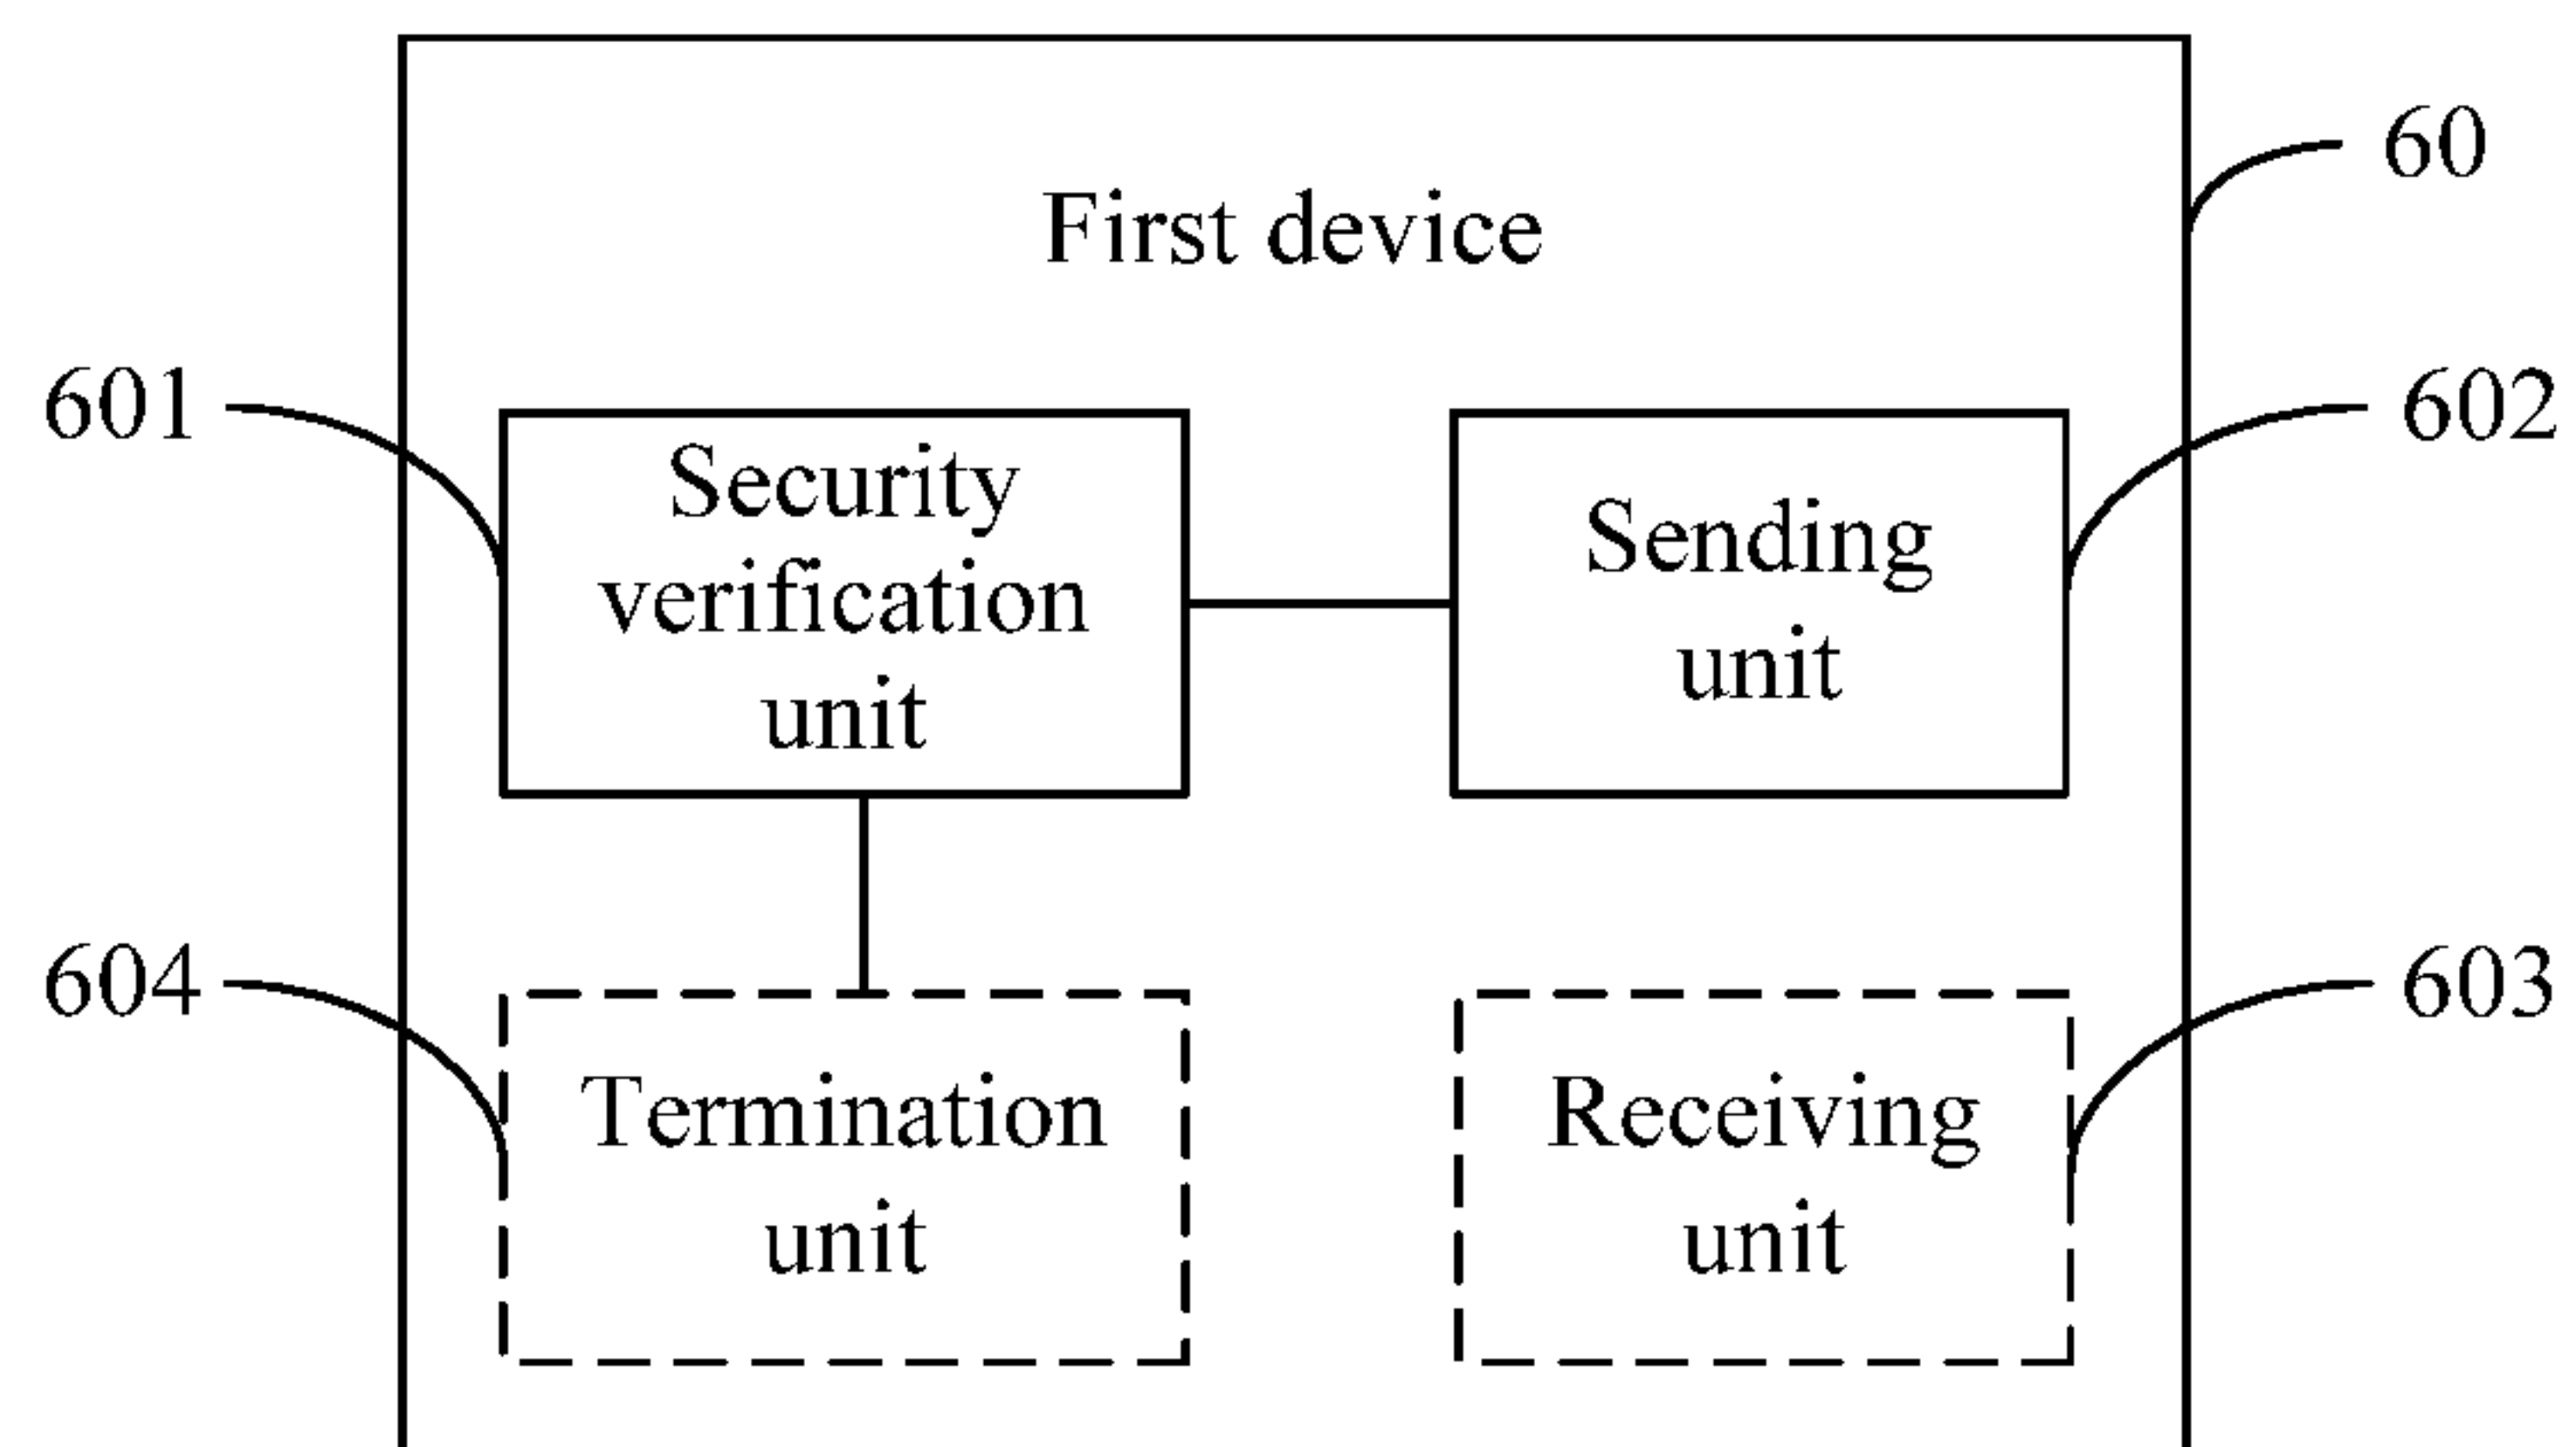 60
First device
601
602
Security
verification
unit
Sending
unit
604
603
Termination
unit
Receiving
unit